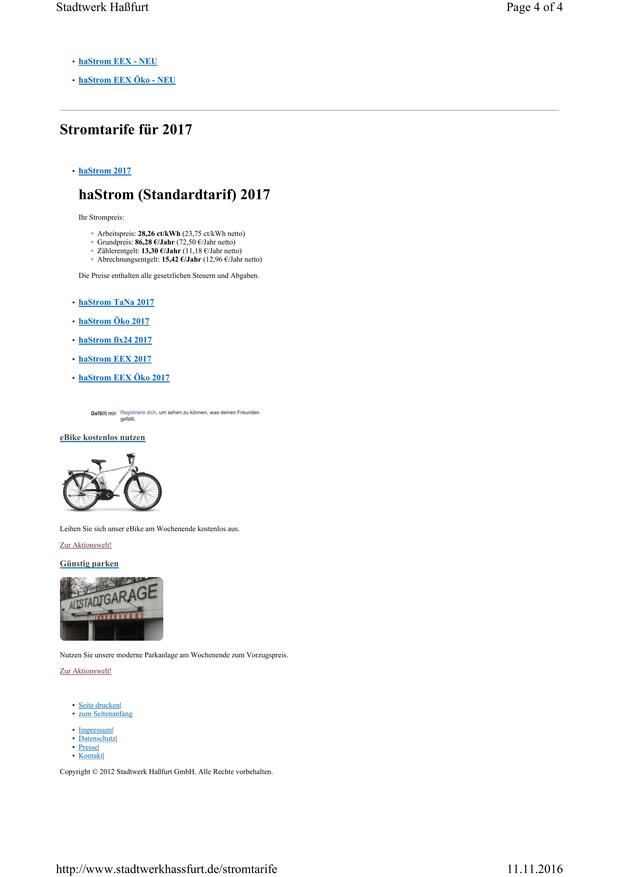 Stadtwerk Haßfurt Page 4 of 4
• haStrom EEX - NEU
• haStrom EEX Öko - NEU
Stromtarife für 2017
• haStrom 2017
haStrom (Standardtarif) 2017
Ihr Strompreis:
◦ Arbeitspreis: 28,26 ct/kWh (23,75 ct/kWh netto)
◦ Grundpreis: 86,28 €/Jahr (72,50 €/Jahr netto)
◦ Zählerentgelt: 13,30 €/Jahr (11,18 €/Jahr netto)
◦ Abrechnungsentgelt: 15,42 €/Jahr (12,96 €/Jahr netto)
Die Preise enthalten alle gesetzlichen Steuern und Abgaben.
• haStrom TaNa 2017
• haStrom Öko 2017
• haStrom fix24 2017
• haStrom EEX 2017
• haStrom EEX Öko 2017
Gefällt mir Registriere dich, um sehen zu können, was deinen Freunden
gefällt.
eBike kostenlos nutzen
Leihen Sie sich unser eBike am Wochenende kostenlos aus.
Zur Aktionswelt!
Günstig parken
ALTSTADTGARAGE
Nutzen Sie unsere moderne Parkanlage am Wochenende zum Vorzugspreis.
Zur Aktionswelt!
• Seite drucken|
• zum Seitenanfang
• Impressum|
• Datenschutz|
• Presse|
• Kontakt|
Copyright © 2012 Stadtwerk Haßfurt GmbH. Alle Rechte vorbehalten.
http://www.stadtwerkhassfurt.de/stromtarife 11.11.2016